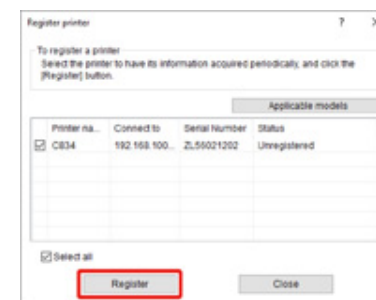 Register printer ? X
To register a printer
Select the printer to have its information acquired periodically, and click the
[Register] button.
Applicable models
Printer na... Connect to Serial Number Status
C834 192.168.100... ZL56021202 Unregistered
Select all
Register Close